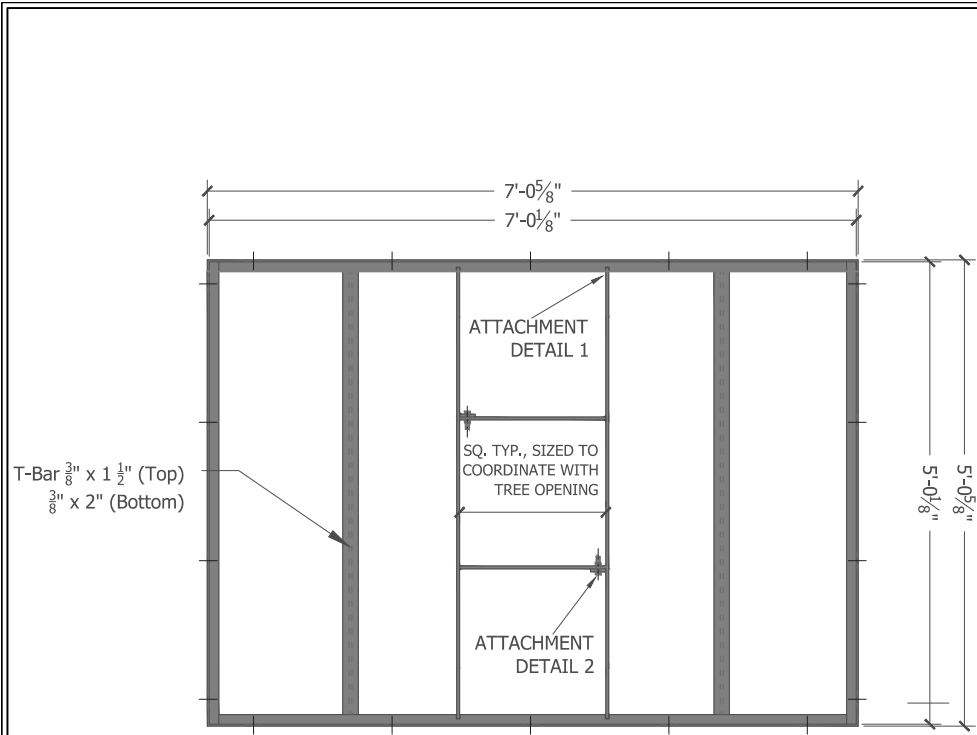 7'-0⅝"
7'-0⅛"
ATTACHMENT
DETAIL 1
SQ. TYP., SIZED TO
COORDINATE WITH
TREE OPENING
T-Bar ⅜" x 1 ½" (Top)
⅜" x 2" (Bottom)
5'-0⅛"
5'-0⅝"
ATTACHMENT
DETAIL 2